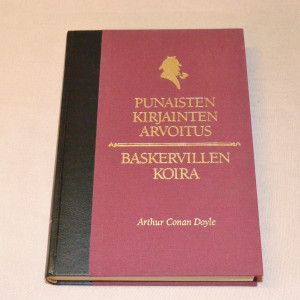 PUNAISTEN
KIRJAINTEN
ARVOITUS
BASKERVILLEN
KOIRA
Arthur Conan Doyle